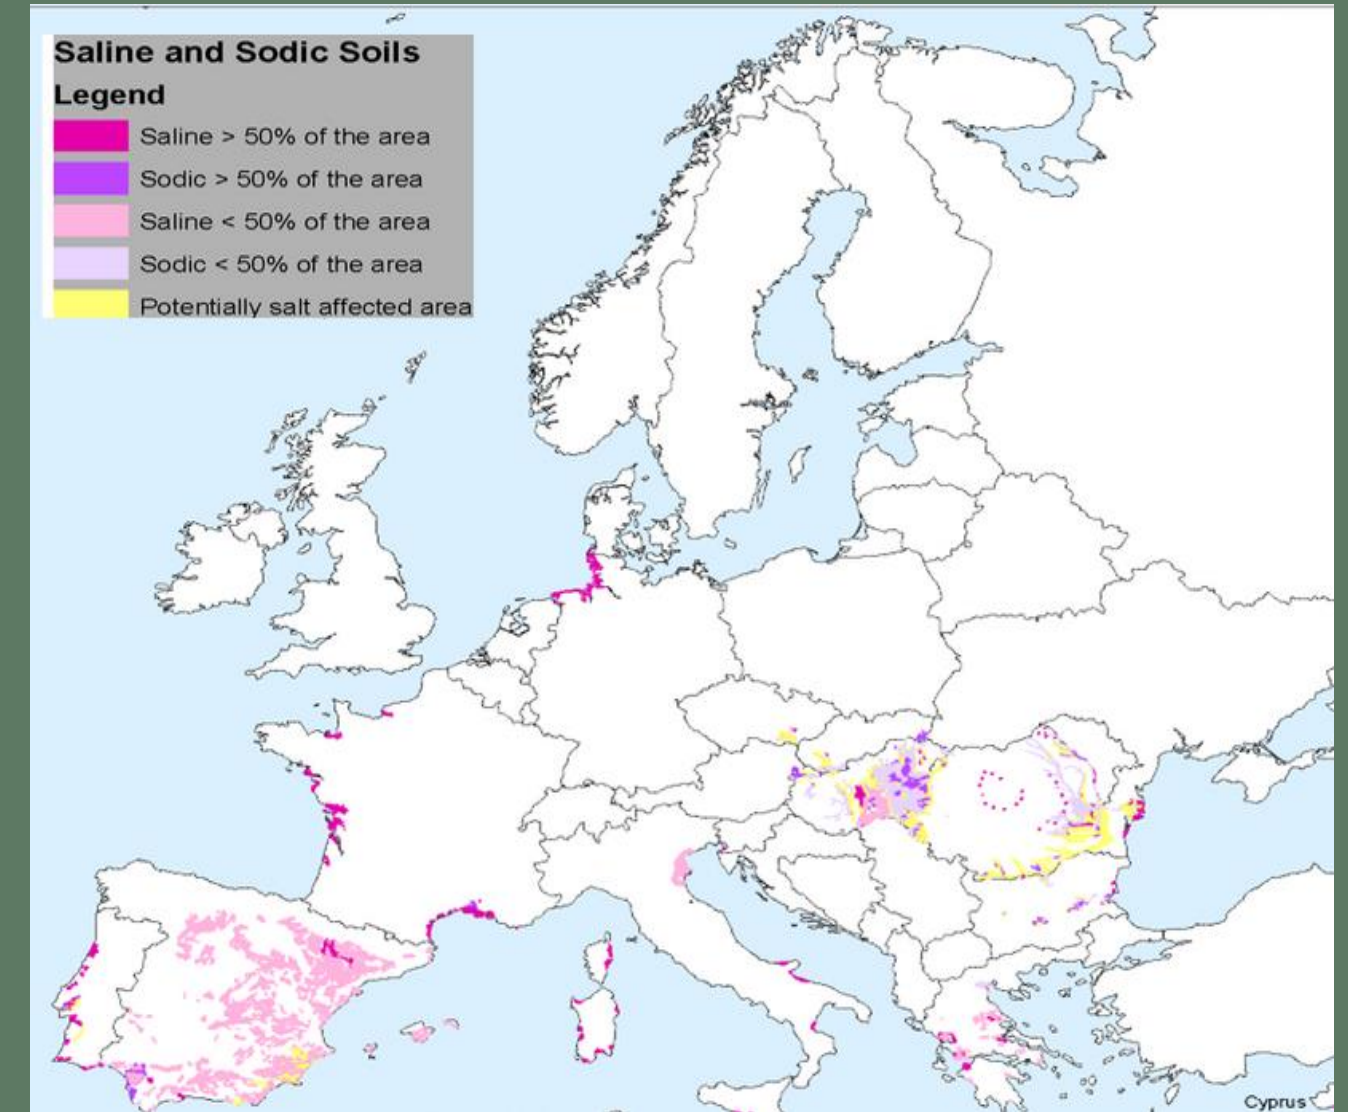 Saline and Sodic Soils
Legend
Saline > 50% of the area
Sodic > 50% of the area
Saline < 50% of the area
Sodic < 50% of the area
Potentially salt affected area
Cyprus